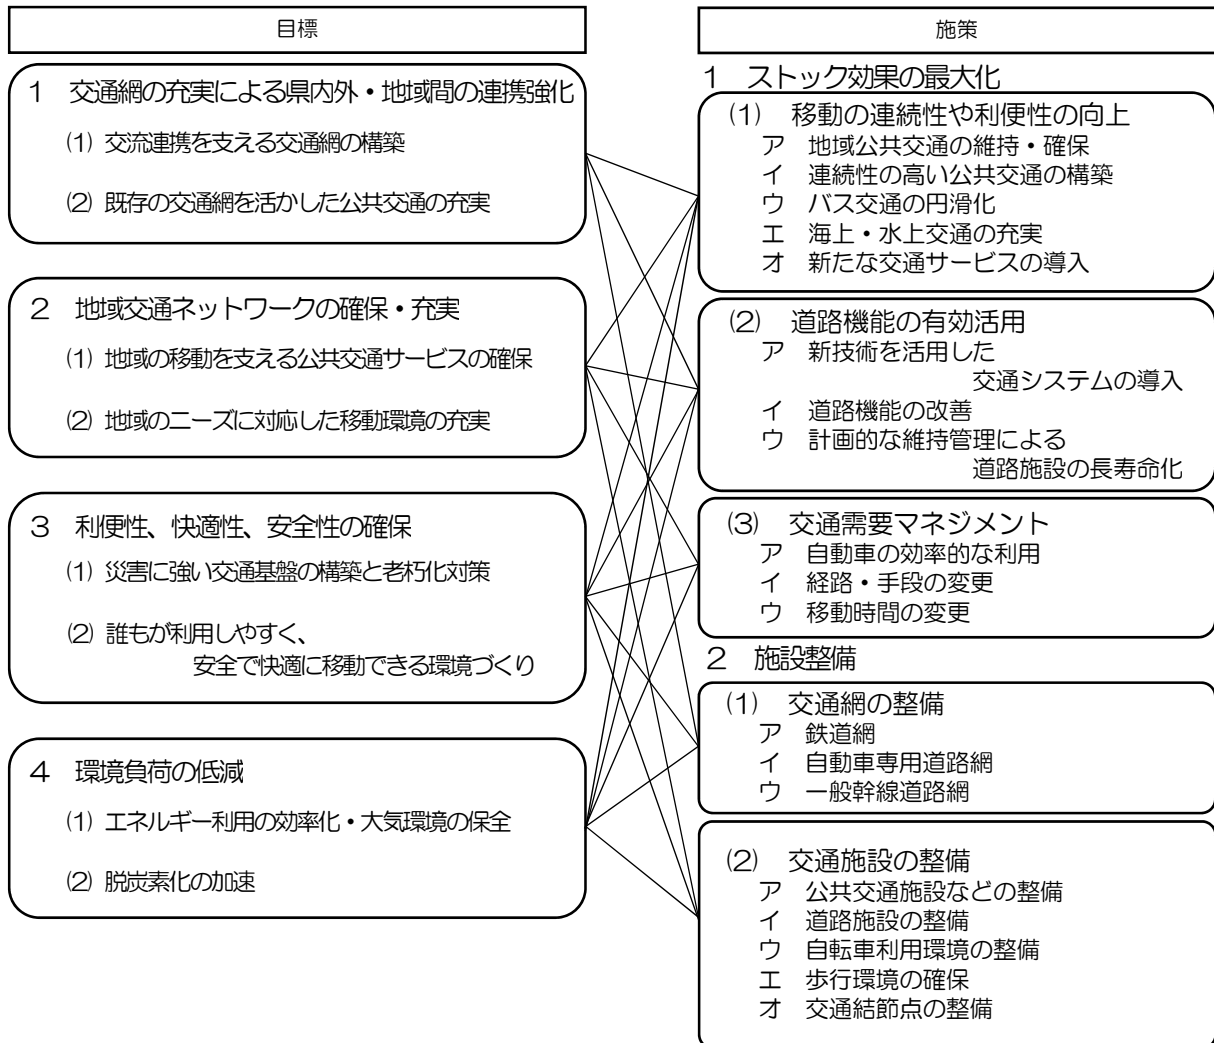 目標
1 交通網の充実による県内外・地域間の連携強化
(1) 交流連携を支える交通網の構築
(2) 既存の交通網を活かした公共交通の充実
2 地域交通ネットワークの確保・充実
(1) 地域の移動を支える公共交通サービスの確保
(2) 地域のニーズに対応した移動環境の充実
3 利便性、快適性、安全性の確保
(1) 災害に強い交通基盤の構築と老朽化対策
(2) 誰もが利用しやすく、
安全で快適に移動できる環境づくり
4 環境負荷の低減
(1) エネルギー利用の効率化・大気環境の保全
(2) 脱炭素化の加速
施策
1 ストック効果の最大化
(1) 移動の連続性や利便性の向上
ア 地域公共交通の維持・確保
イ 連続性の高い公共交通の構築
ウ バス交通の円滑化
エ 海上・水上交通の充実
オ 新たな交通サービスの導入
(2) 道路機能の有効活用
ア 新技術を活用した
交通システムの導入
イ 道路機能の改善
ウ 計画的な維持管理による
道路施設の長寿命化
(3) 交通需要マネジメント
ア 自動車の効率的な利用
イ 経路・手段の変更
ウ 移動時間の変更
2 施設整備
(1) 交通網の整備
ア 鉄道網
イ 自動車専用道路網
ウ 一般幹線道路網
(2) 交通施設の整備
ア 公共交通施設などの整備
イ 道路施設の整備
ウ 自転車利用環境の整備
エ 歩行環境の確保
オ 交通結節点の整備